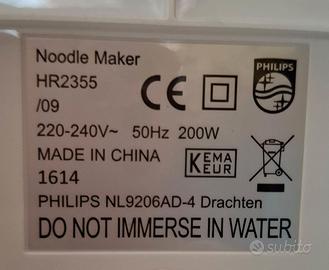 Noodle Maker
HR2355
/09
PHILIPS
CE
220-240V~ 50Hz 200W
MADE IN CHINA
1614
KEMA
KEUR
PHILIPS NL9206AD-4 Drachten
DO NOT IMMERSE IN WATER
subito